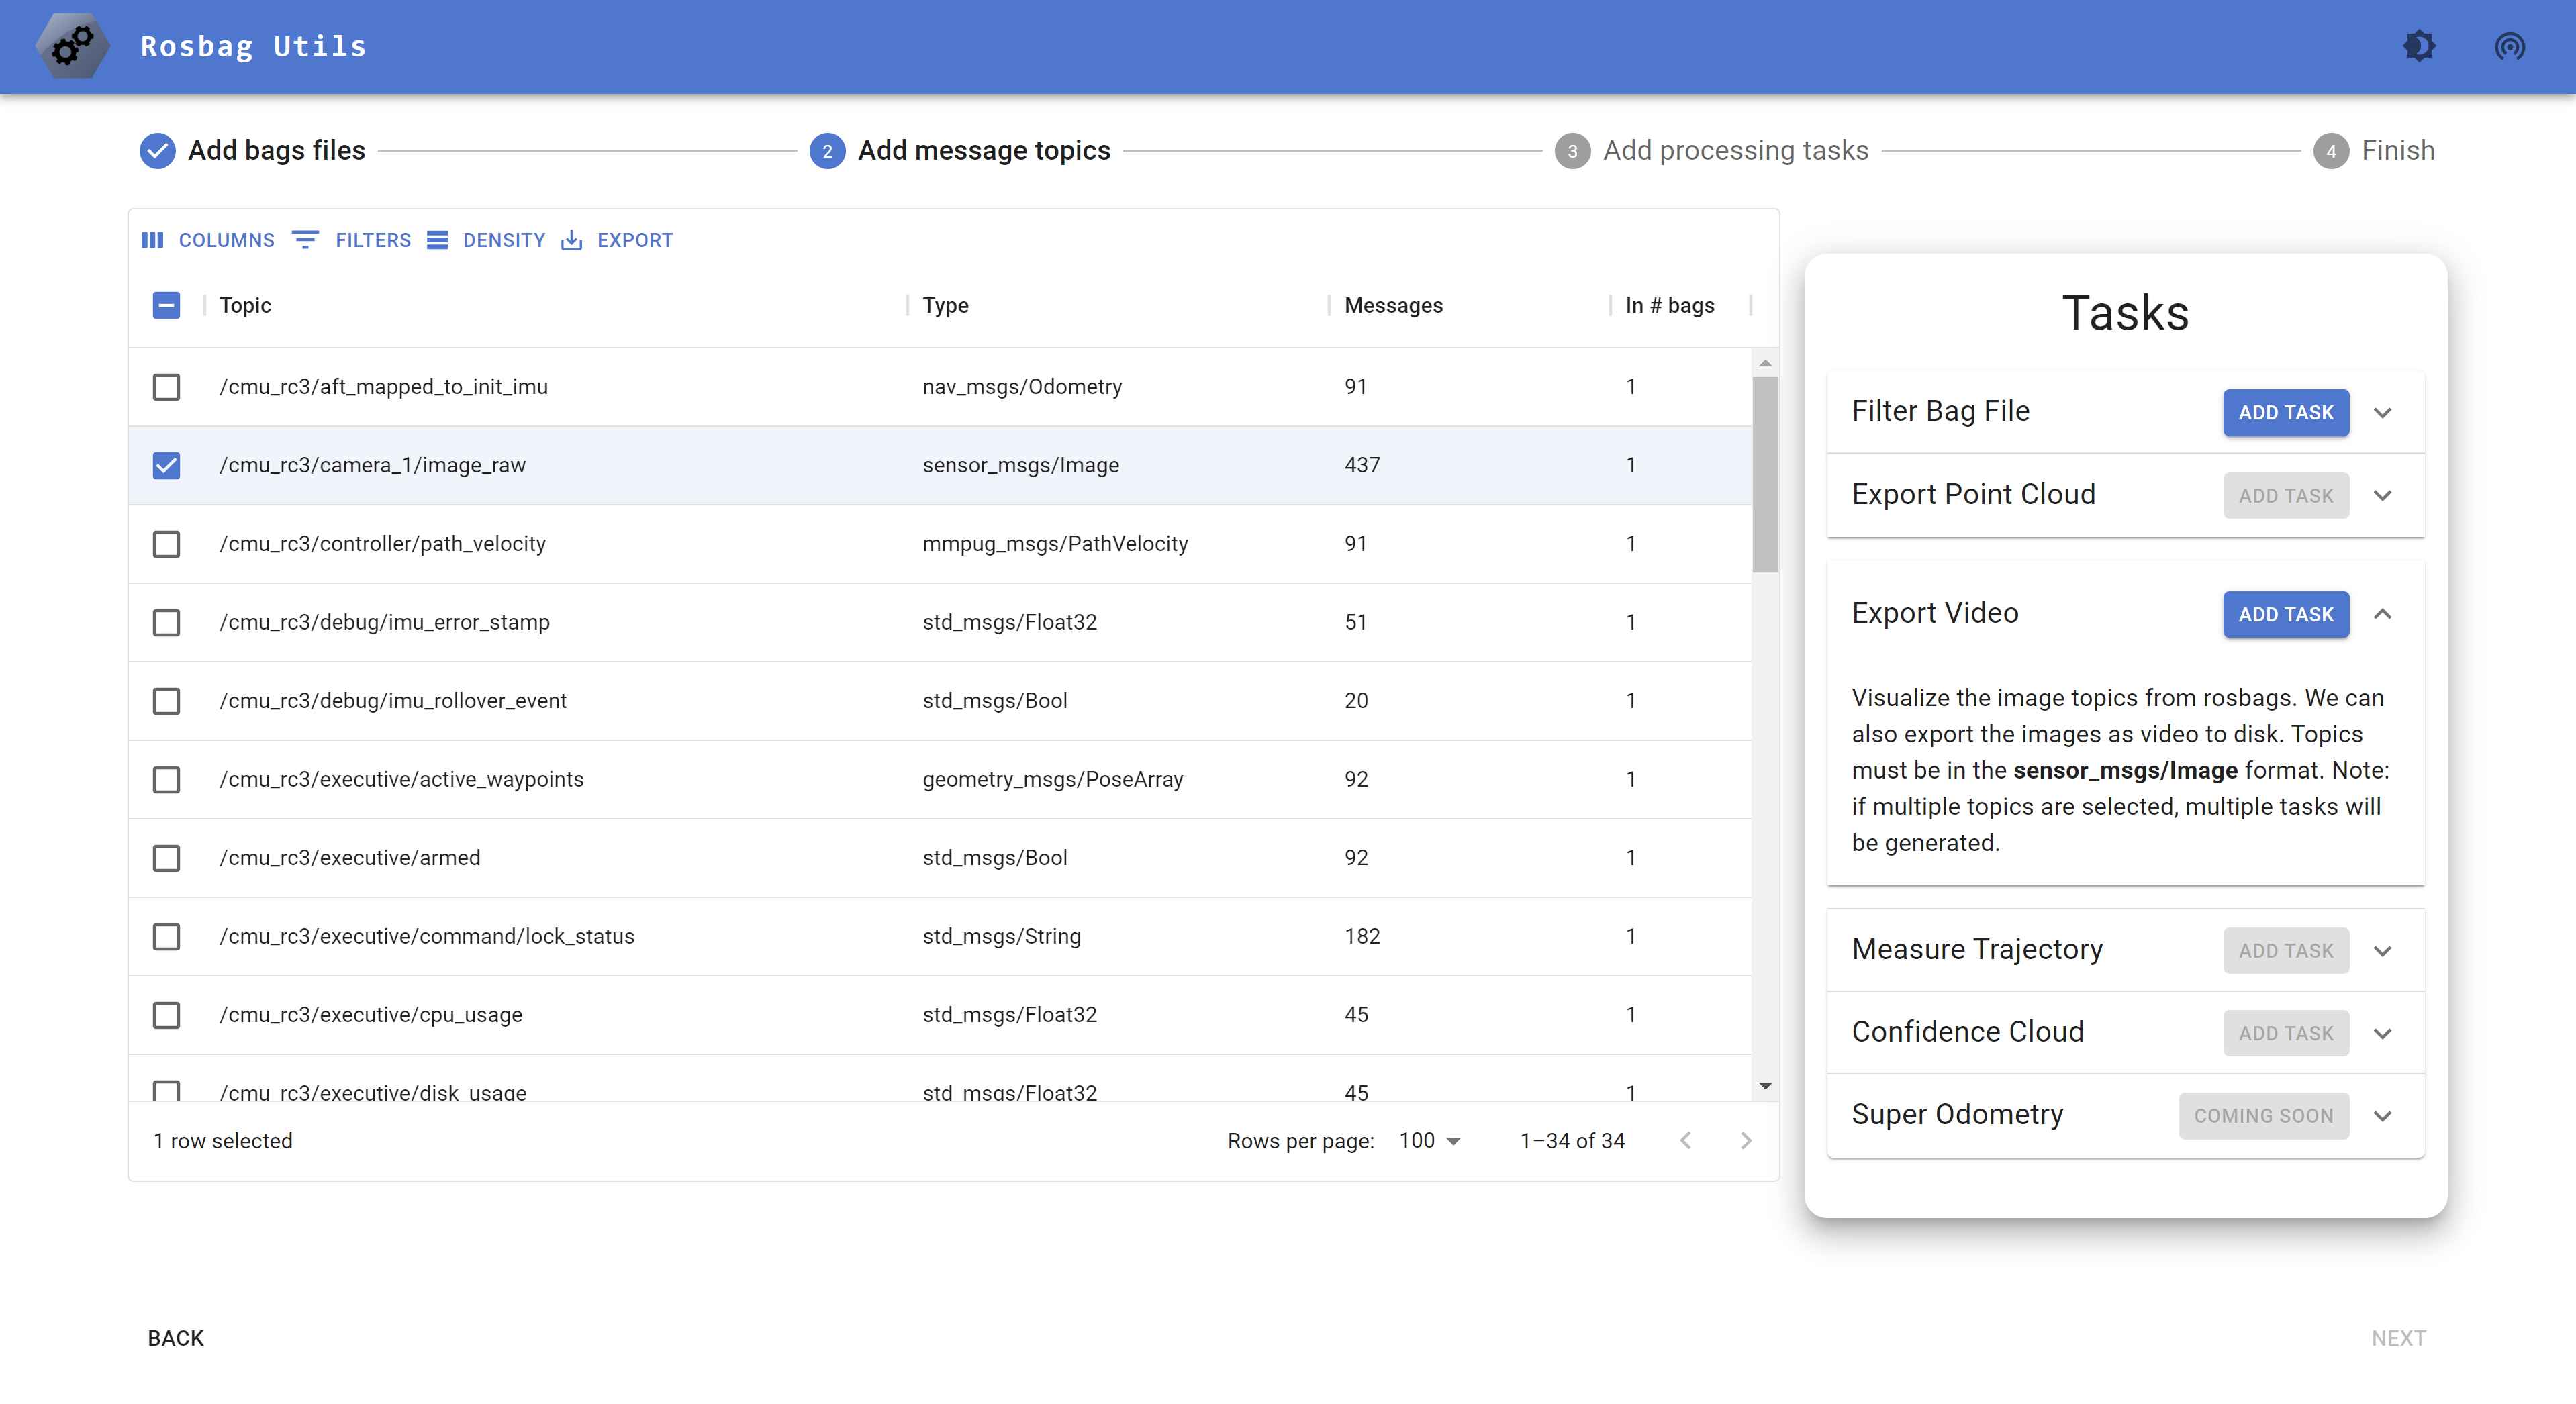 Rosbag Utils
Add bags files
2 Add message topics
3 Add processing tasks
4 Finish
COLUMNS FILTERS DENSITY EXPORT
Topic Type Messages In # bags
/cmu_rc3/aft_mapped_to_init_imu nav_msgs/Odometry 91 1
/cmu_rc3/camera_1/image_raw sensor_msgs/Image 437 1
/cmu_rc3/controller/path_velocity mmpug_msgs/PathVelocity 91 1
/cmu_rc3/debug/imu_error_stamp std_msgs/Float32 51 1
/cmu_rc3/debug/imu_rollover_event std_msgs/Bool 20 1
/cmu_rc3/executive/active_waypoints geometry_msgs/PoseArray 92 1
/cmu_rc3/executive/armed std_msgs/Bool 92 1
/cmu_rc3/executive/command/lock_status std_msgs/String 182 1
/cmu_rc3/executive/cpu_usage std_msgs/Float32 45 1
/cmu_rc3/executive/disk_usage std_msgs/Float32 45 1
1 row selected
Rows per page: 100 1–34 of 34
Tasks
Filter Bag File ADD TASK
Export Point Cloud ADD TASK
Export Video ADD TASK
Visualize the image topics from rosbags. We can
also export the images as video to disk. Topics
must be in the sensor_msgs/Image format. Note:
if multiple topics are selected, multiple tasks will
be generated.
Measure Trajectory ADD TASK
Confidence Cloud ADD TASK
Super Odometry COMING SOON
BACK
NEXT